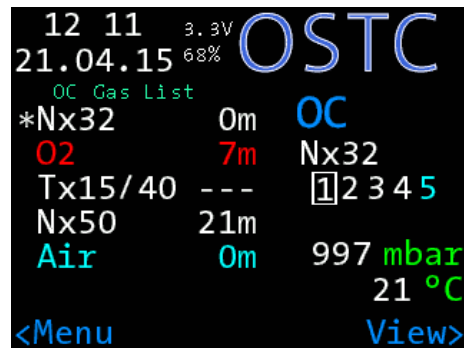 12 11 3.3V OSTC
21.04.15 68%
OC Gas List
*Nx32 0m OC
O2 7m Nx32
Tx15/40 --- 1 2 3 4 5
Nx50 21m
Air 0m 997 mbar
21 ºC
<Menu View>